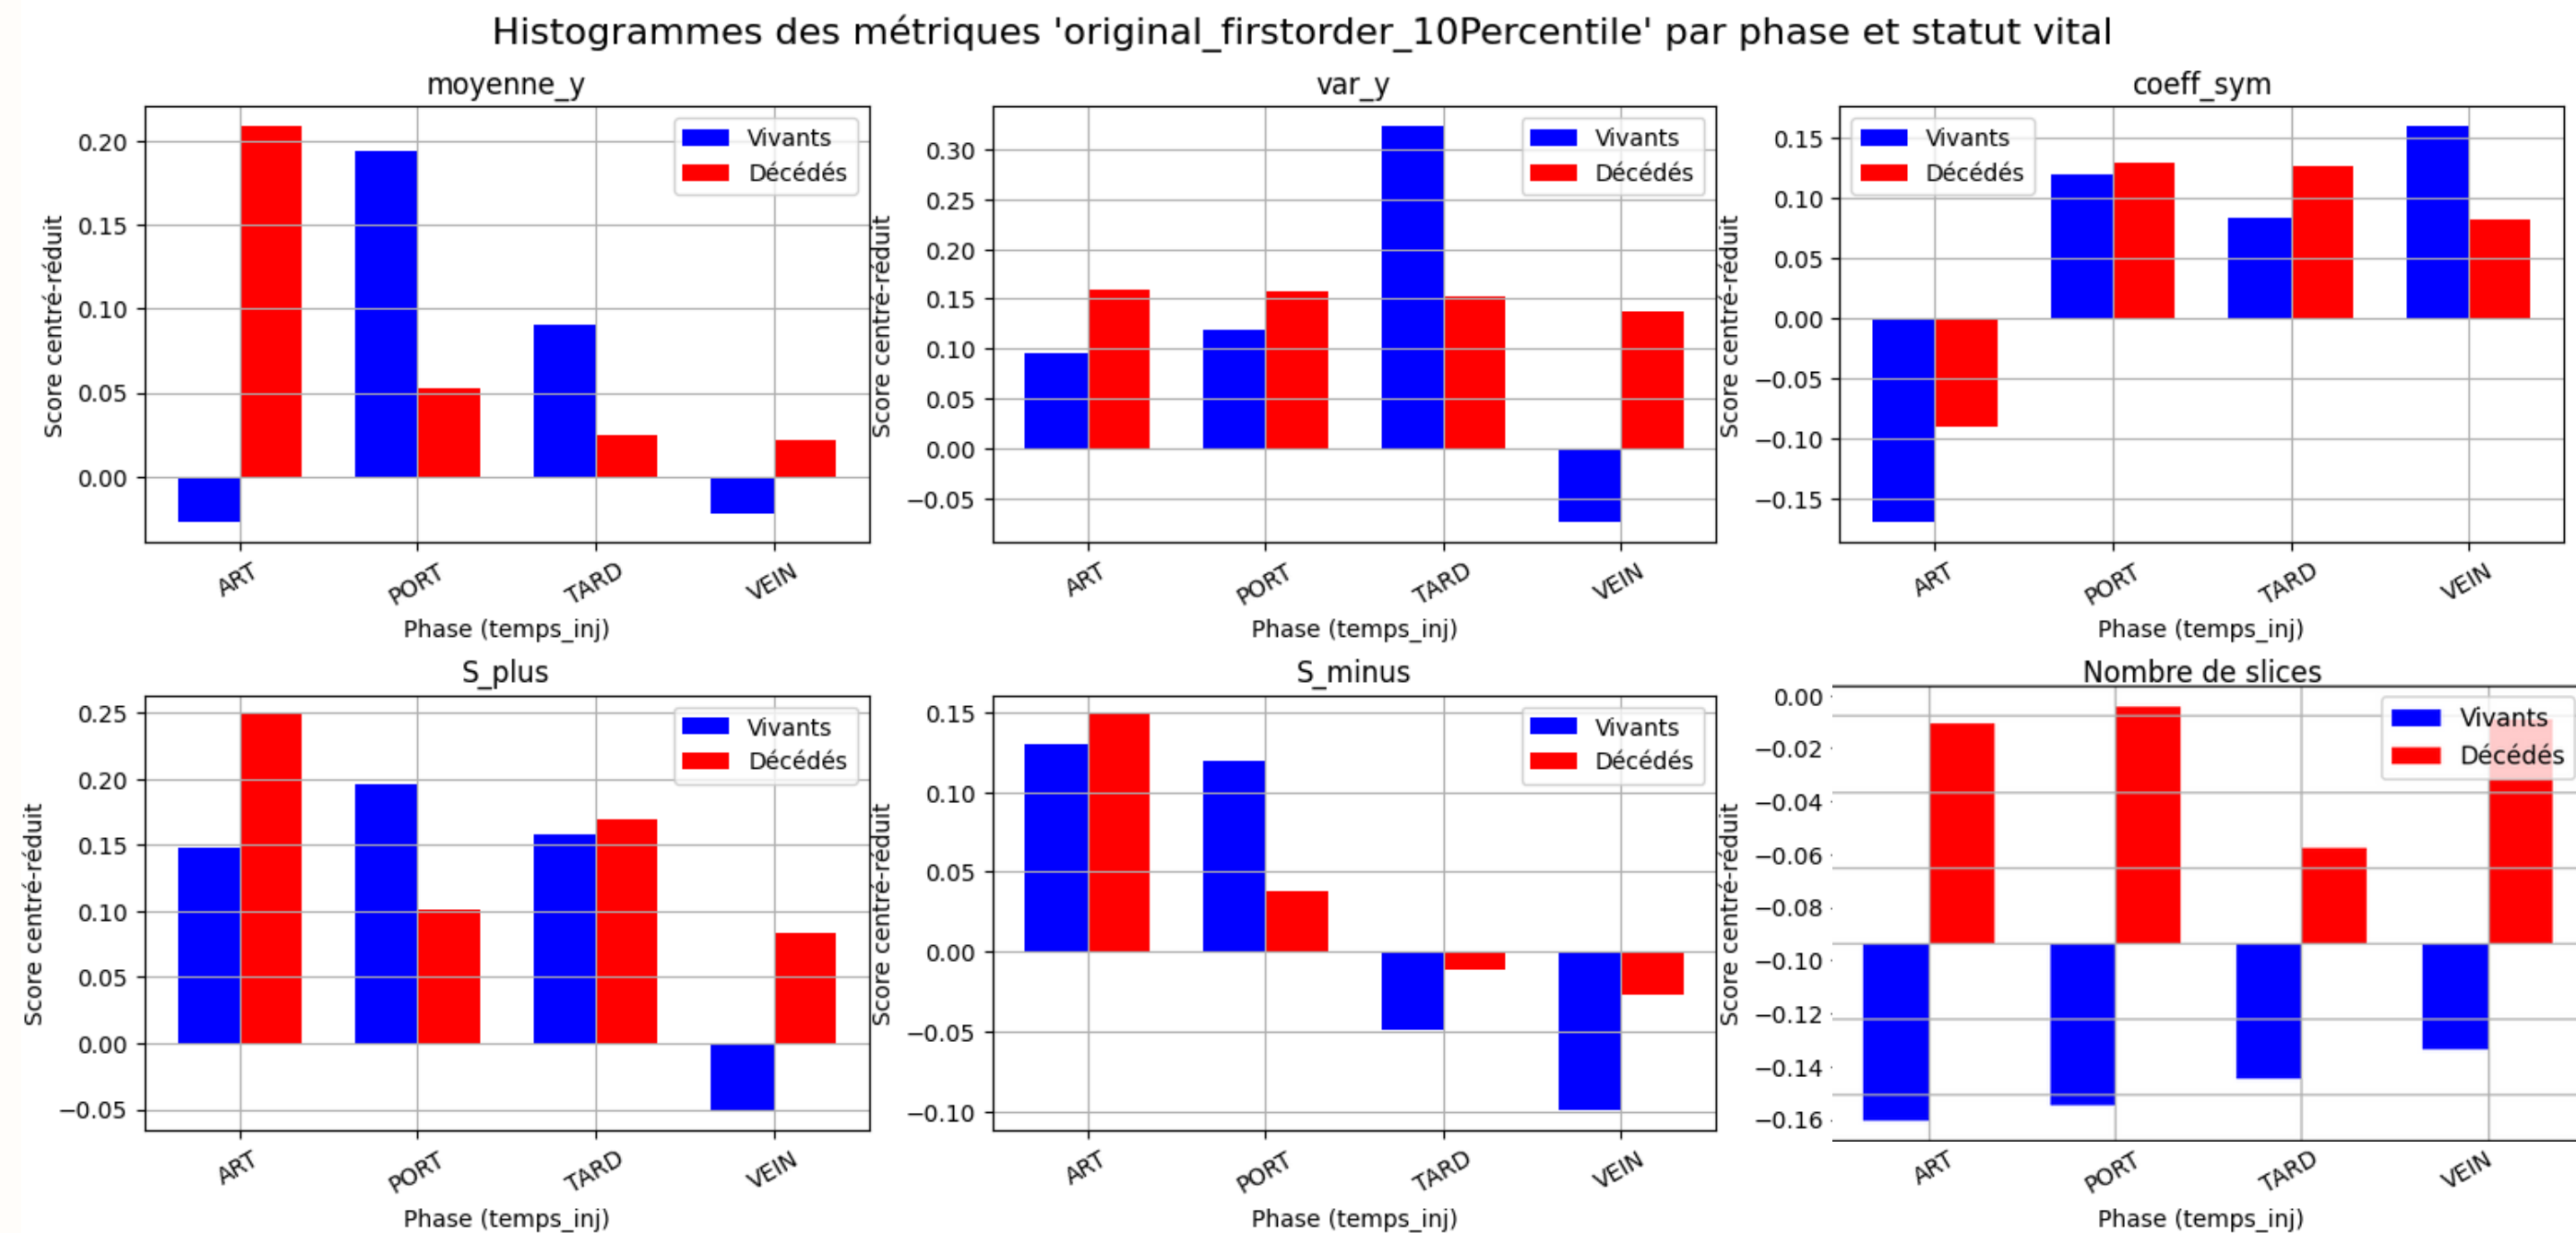 Histogrammes des métriques 'original_firstorder_10Percentile' par phase et statut vital
moyenne_y
Score centré-réduit
0.20
0.15
0.10
0.05
0.00
Vivants
Décédés
ART PORT TARD VEIN
Phase (temps_inj)
var_y
Score centré-réduit
0.30
0.25
0.20
0.15
0.10
0.05
0.00
−0.05
Vivants
Décédés
ART PORT TARD VEIN
Phase (temps_inj)
coeff_sym
Score centré-réduit
0.15
0.10
0.05
0.00
−0.05
−0.10
−0.15
Vivants
Décédés
ART PORT TARD VEIN
Phase (temps_inj)
S_plus
Score centré-réduit
0.25
0.20
0.15
0.10
0.05
0.00
−0.05
Vivants
Décédés
ART PORT TARD VEIN
Phase (temps_inj)
S_minus
Score centré-réduit
0.15
0.10
0.05
0.00
−0.05
−0.10
Vivants
Décédés
ART PORT TARD VEIN
Phase (temps_inj)
Nombre de slices
Score centré-réduit
0.00
−0.02
−0.04
−0.06
−0.08
−0.10
−0.12
−0.14
−0.16
Vivants
Décédés
ART PORT TARD VEIN
Phase (temps_inj)